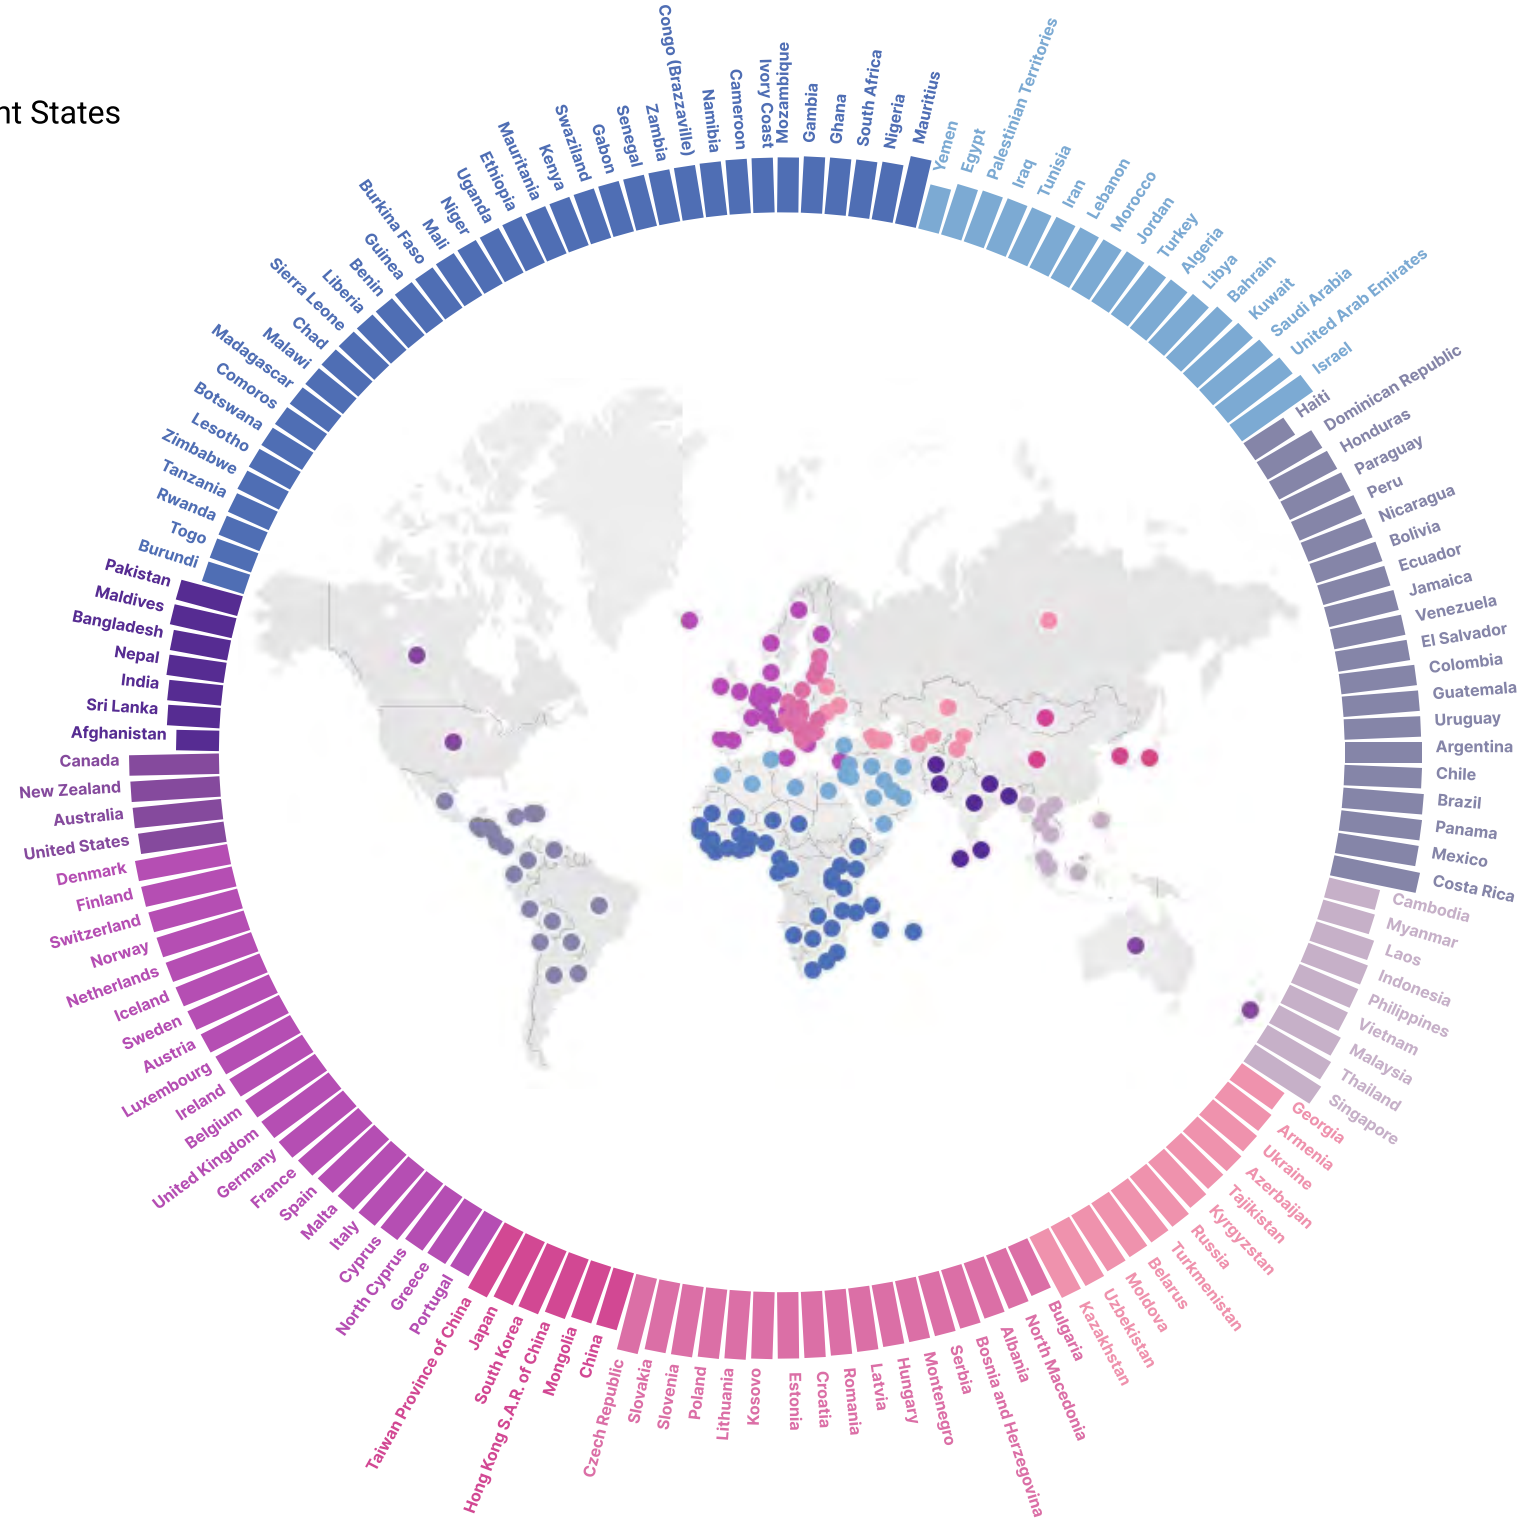 nt States
Congo (Brazzaville)
Namibia
Cameroon
Ivory Coast
Mozambique
Gambia
Ghana
South Africa
Nigeria
Mauritius
Yemen
Egypt
Palestinian Territories
Iraq
Tunisia
Iran
Lebanon
Morocco
Jordan
Turkey
Algeria
Libya
Bahrain
Kuwait
Saudi Arabia
United Arab Emirates
Israel
Haiti
Dominican Republic
Honduras
Paraguay
Peru
Nicaragua
Bolivia
Ecuador
Jamaica
Venezuela
El Salvador
Colombia
Guatemala
Uruguay
Argentina
Chile
Brazil
Panama
Mexico
Costa Rica
Cambodia
Myanmar
Laos
Indonesia
Philippines
Vietnam
Malaysia
Thailand
Singapore
Georgia
Armenia
Ukraine
Azerbaijan
Tajikistan
Kyrgyzstan
Russia
Turkmenistan
Belarus
Moldova
Uzbekistan
Kazakhstan
Bulgaria
North Macedonia
Albania
Bosnia and Herzegovina
Serbia
Montenegro
Hungary
Latvia
Romania
Croatia
Estonia
Kosovo
Lithuania
Poland
Slovenia
Slovakia
Czech Republic
China
Mongolia
Hong Kong S.A.R. of China
South Korea
Japan
Taiwan Province of China
Portugal
Greece
North Cyprus
Cyprus
Italy
Malta
Spain
France
Germany
United Kingdom
Belgium
Ireland
Luxembourg
Austria
Sweden
Iceland
Netherlands
Norway
Switzerland
Finland
Denmark
United States
Australia
New Zealand
Canada
Afghanistan
Sri Lanka
India
Nepal
Bangladesh
Maldives
Pakistan
Burundi
Togo
Rwanda
Tanzania
Zimbabwe
Lesotho
Botswana
Comoros
Madagascar
Malawi
Chad
Sierra Leone
Liberia
Benin
Guinea
Burkina Faso
Mali
Niger
Uganda
Ethiopia
Mauritania
Kenya
Swaziland
Gabon
Senegal
Zambia